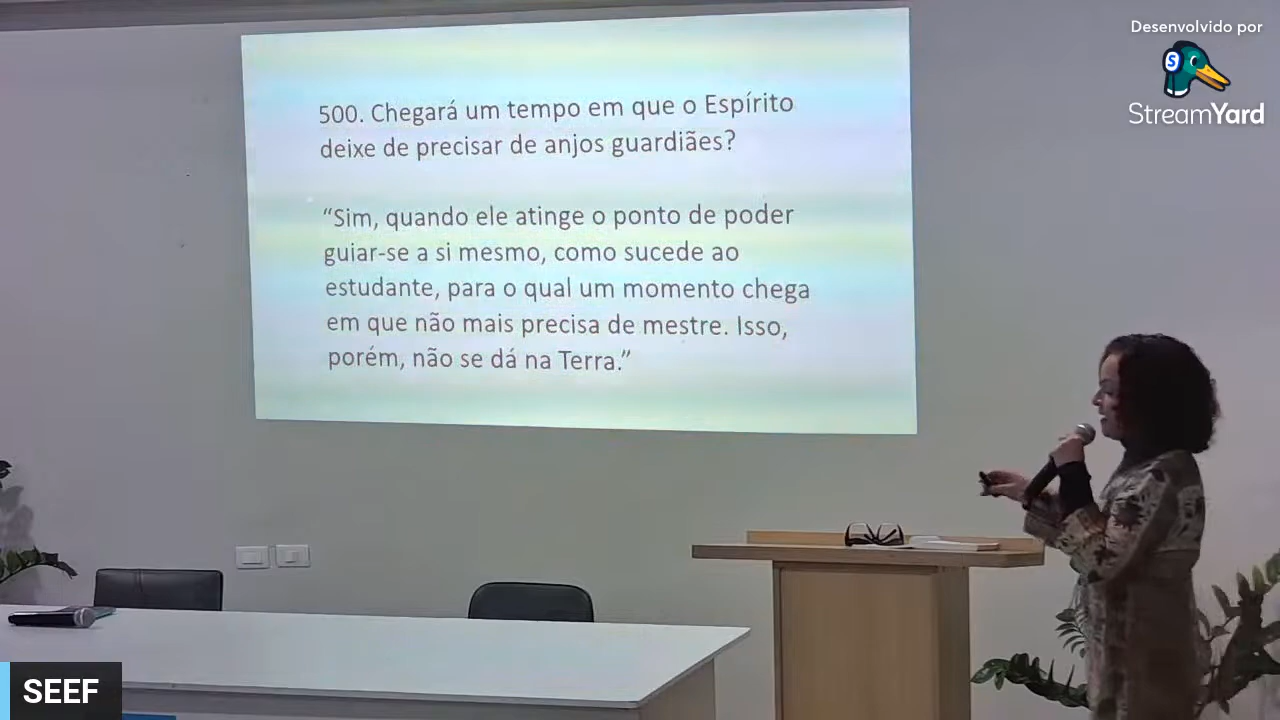 Desenvolvido por
S
StreamYard
500. Chegará um tempo em que o Espírito
deixe de precisar de anjos guardiães?
“Sim, quando ele atinge o ponto de poder
guiar-se a si mesmo, como sucede ao
estudante, para o qual um momento chega
em que não mais precisa de mestre. Isso,
porém, não se dá na Terra.”
SEEF